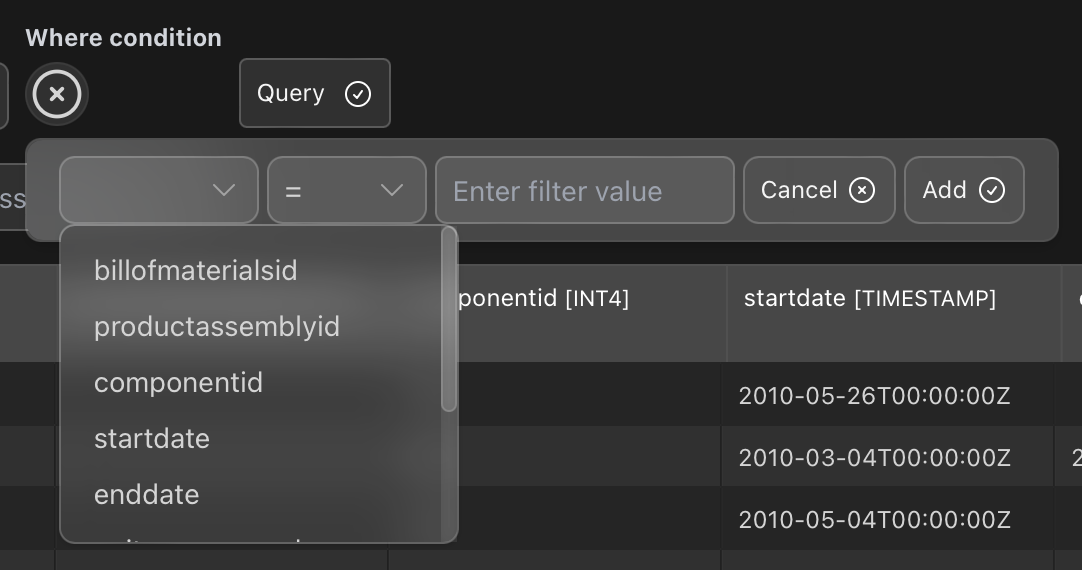 Where condition
Query
ss
=
Enter filter value
Cancel
Add
billofmaterialsid
productassemblyid
componentid
startdate
enddate
ponentid [INT4]
startdate [TIMESTAMP]
2010-05-26T00:00:00Z
2010-03-04T00:00:00Z
2
2010-05-04T00:00:00Z